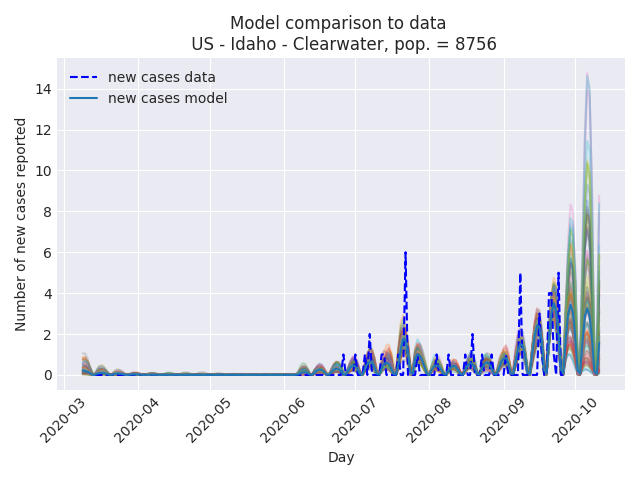 Model comparison to data
US - Idaho - Clearwater, pop. = 8756
new cases data
new cases model
Number of new cases reported
14
12
10
8
6
4
2
0
2020-03
2020-04
2020-05
2020-06
2020-07
2020-08
2020-09
2020-10
Day